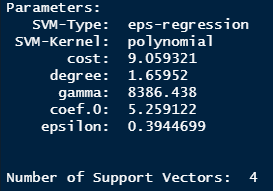 Parameters:
SVM-Type: eps-regression
SVM-Kernel: polynomial
cost: 9.059321
degree: 1.65952
gamma: 8386.438
coef.0: 5.259122
epsilon: 0.3944699
Number of Support Vectors: 4